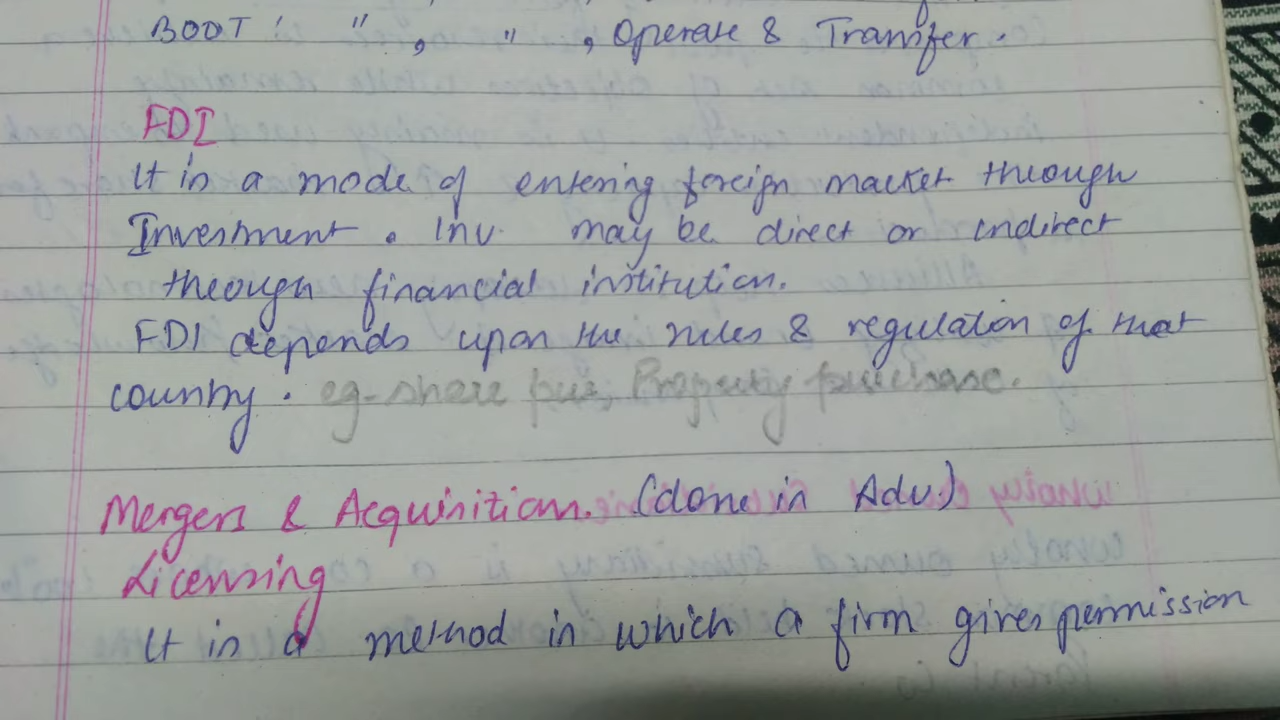 BOOT : " , " , Operate & Transfer.
FDI
It is a mode of entering foreign market through
Investment. Inv. may be direct or indirect
through financial institution.
FDI depends upon the rules & regulaton of that
country. eg- share pur, Property purchase.
Mergers & Acquisition. (done in Adv.)
Licensing
It is a method in which a firm gives permission